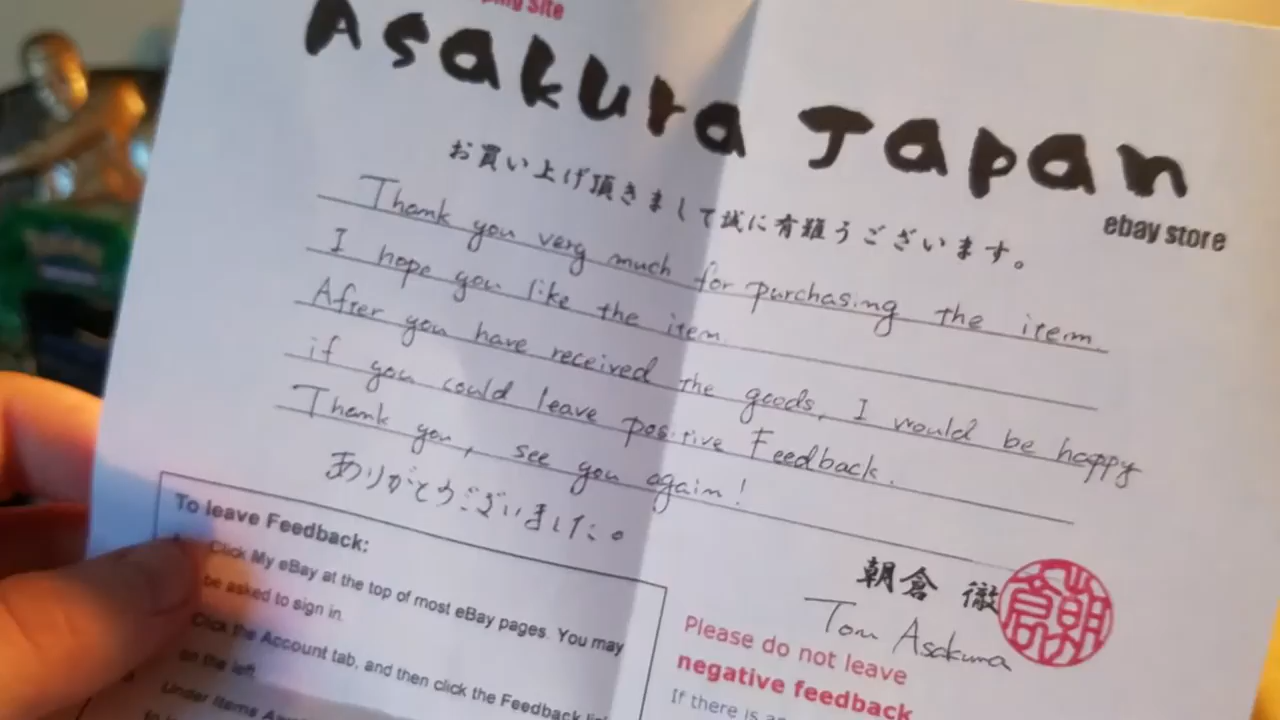 Site
Asakura Japan
ebay store
お買い上げ頂きまして誠に有難うございます。
Thank you very much for purchasing the item
I hope you like the item
After you have received the goods, I would be happy
if you could leave positive Feedback.
Thank you, see you again!
ありがとうございました。
To leave Feedback:
Click My eBay at the top of most eBay pages. You may
be asked to sign in.
Click the Account tab, and then click the Feedback
on the left.
Under Items
朝倉 徹
朝倉
Tom Asakura
Please do not leave
negative feedback
If there is